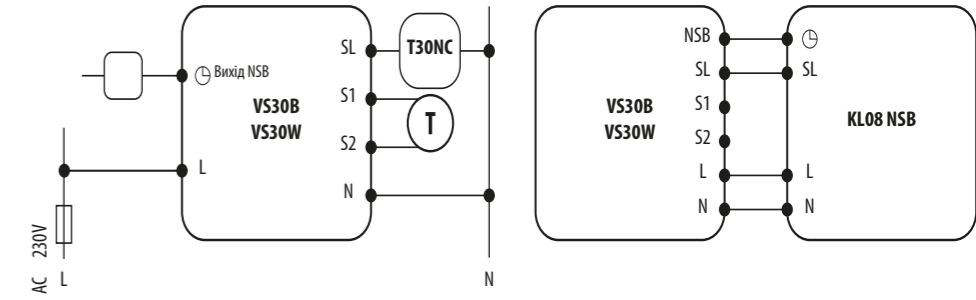 SL
T30NC
Вихід NSB
S1
VS30B
VS30W
T
S2
L
N
AC 230V
L
N
NSB
SL
SL
S1
VS30B
VS30W
KL08 NSB
S2
L
L
N
N